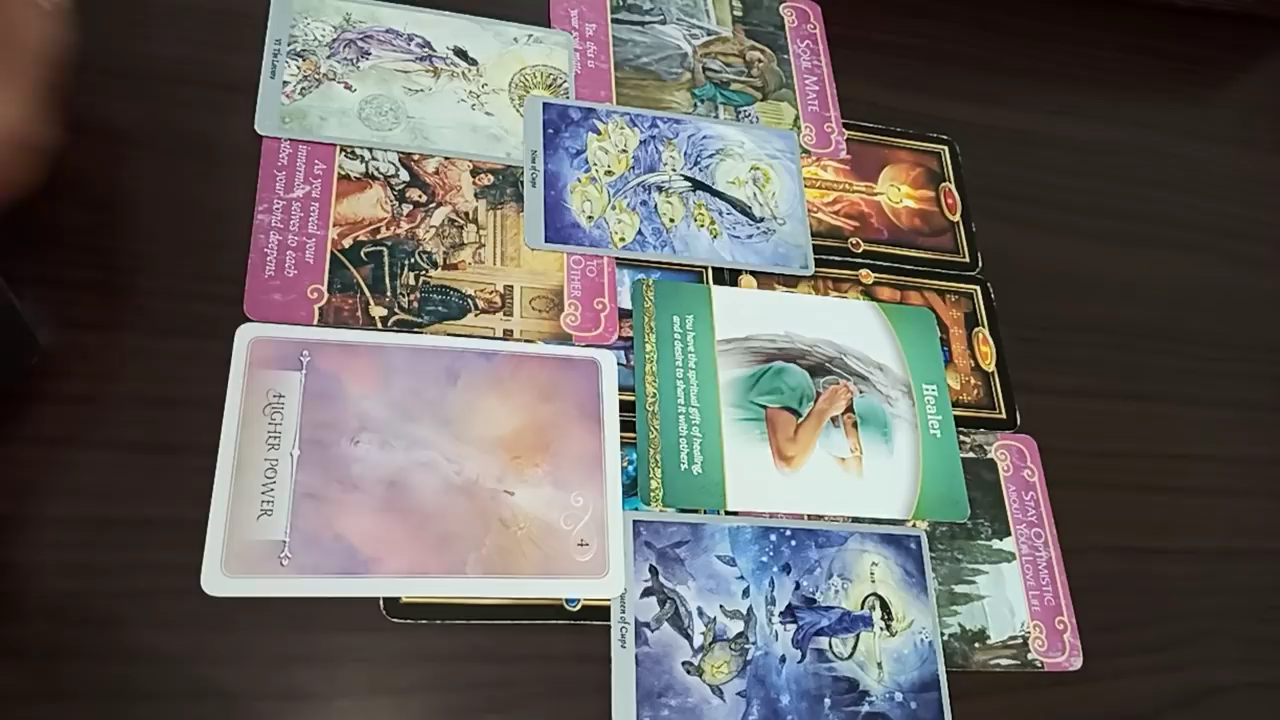 VI The Lovers
Yes, this is
your soul mate.
SOUL MATE
Nine of Cups
As you reveal your
innermost selves to each
other, your bond deepens.
TO
OTHER
HIGHER POWER
4
You have the spiritual gift of healing,
and a desire to share it with others.
Healer
STAY OPTIMISTIC
ABOUT YOUR LOVE LIFE
Queen of Cups